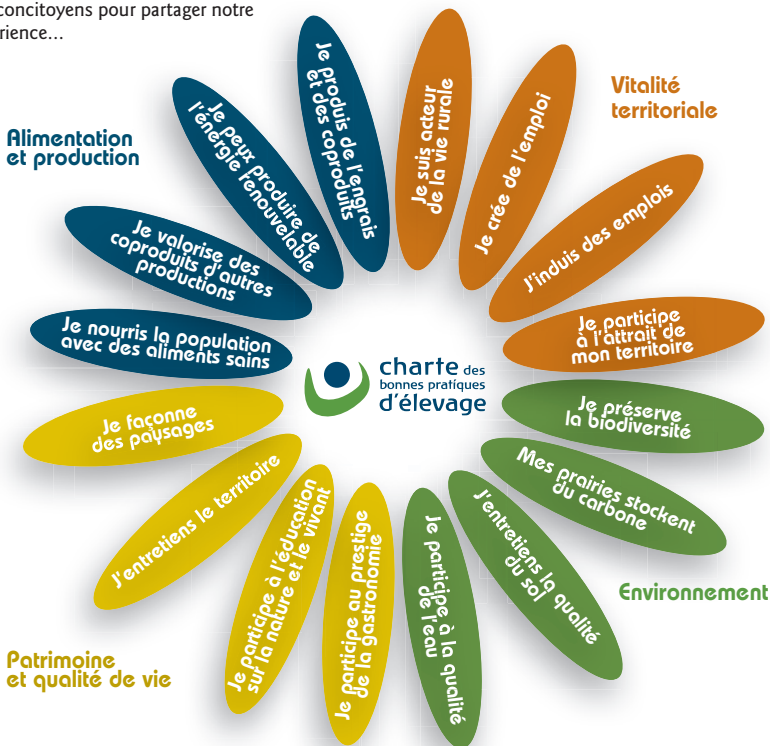 concitoyens pour partager notre
rience…
Alimentation
et production
Je nourris la population
avec des aliments sains
Je valorise des
coproduits d'autres
productions
Je peux produire de
l'énergie renouvelable
Je produis de l'engrais
et des coproduits
Vitalité
territoriale
Je suis acteur
de la vie rurale
Je crée de l'emploi
J'induis des emplois
Je participe
à l'attrait de
mon territoire
charte des
bonnes pratiques
d'élevage
Environnement
Je préserve
la biodiversité
Mes prairies stockent
du carbone
J'entretiens la qualité
du sol
Je participe à la qualité
de l'eau
Patrimoine
et qualité de vie
Je participe au prestige
de la gastronomie
Je participe à l'éducation
sur la nature et le vivant
J'entretiens le territoire
Je façonne
des paysages